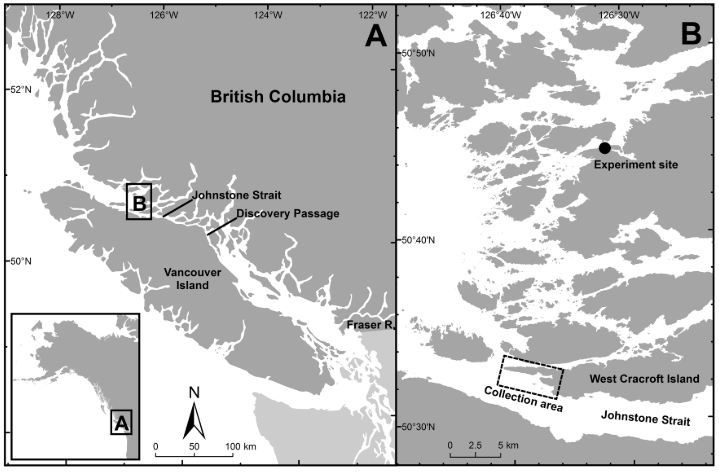 128°W
126°W
124°W
122°W
A
52°N
British Columbia
B
Johnstone Strait
Discovery Passage
50°N
Vancouver
Island
Fraser R.
A
N
0 50 100 km
126°40'W
126°30'W
B
50°50'N
Experiment site
50°40'N
West Cracroft Island
Collection area
Johnstone Strait
50°30'N
0 2.5 5 km